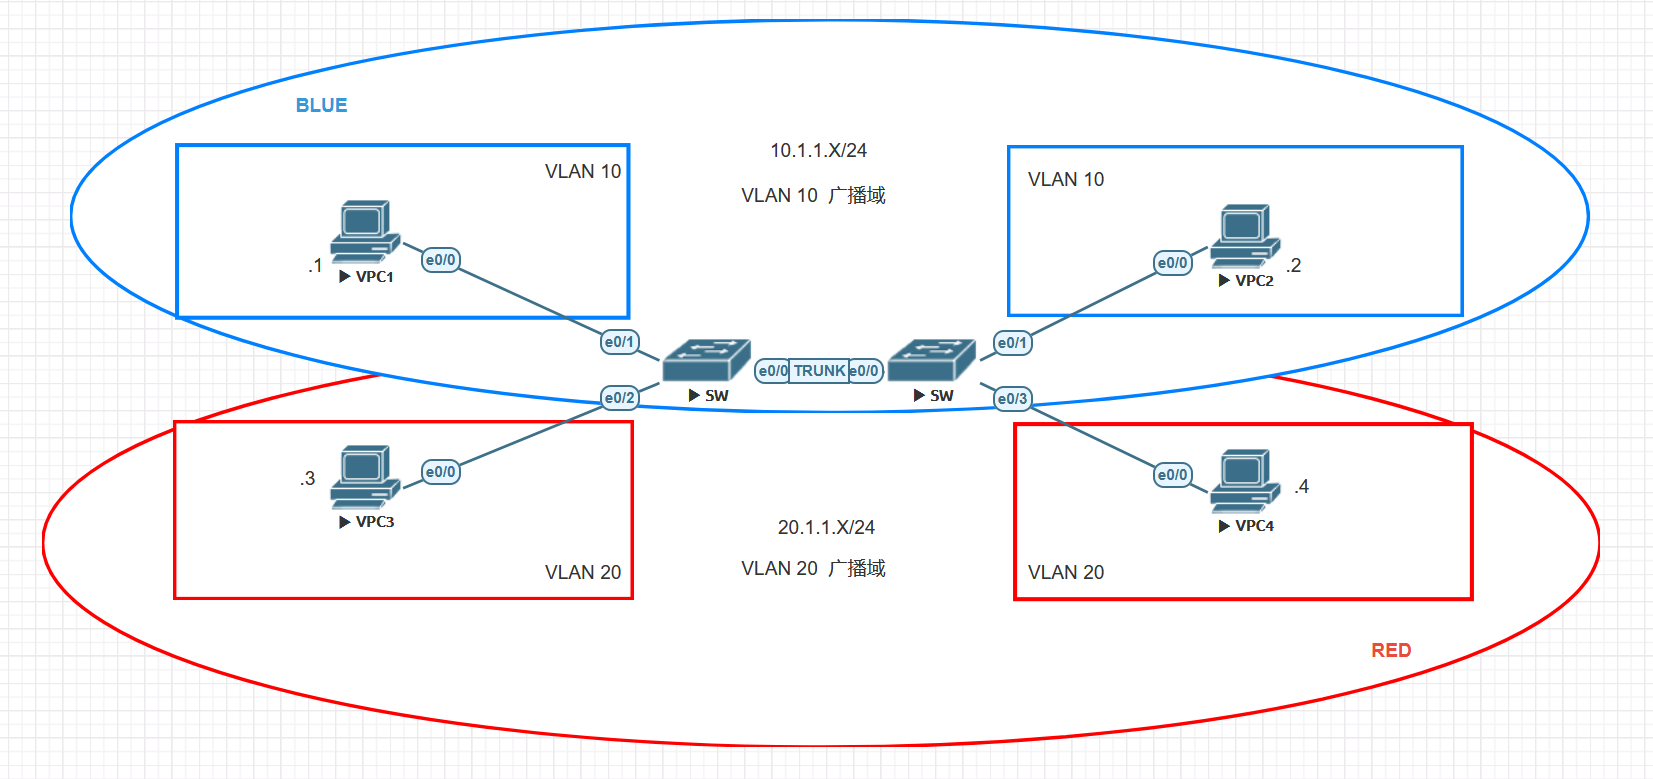 BLUE
10.1.1.X/24
VLAN 10
VLAN 10
VLAN 10 广播域
.1
e0/0
VPC1
e0/0
.2
VPC2
e0/1
e0/1
e0/0
TRUNK
e0/0
SW
SW
e0/2
e0/3
.3
e0/0
VPC3
e0/0
.4
VPC4
20.1.1.X/24
VLAN 20
VLAN 20 广播域
VLAN 20
RED